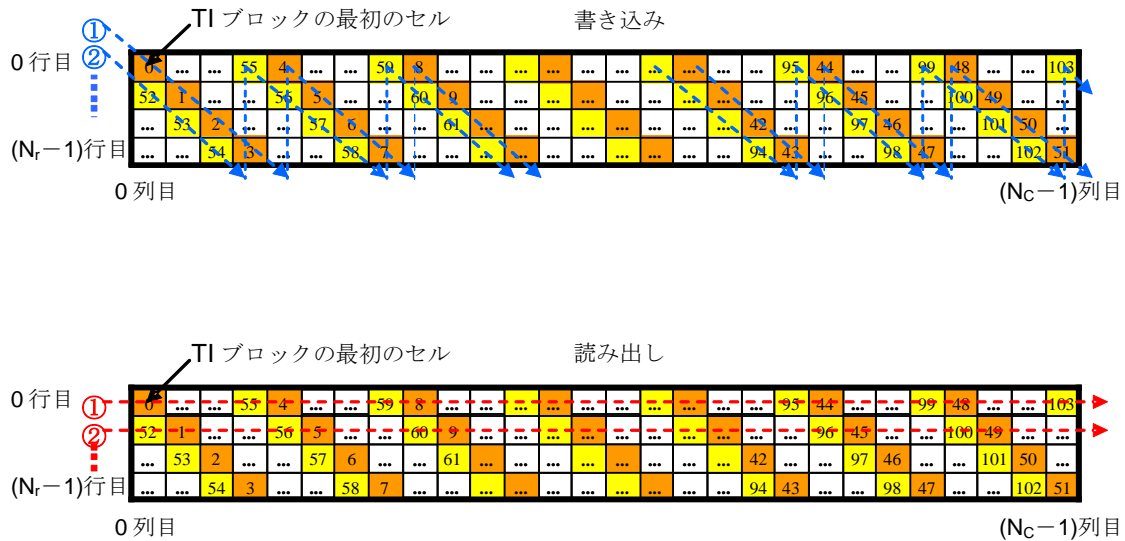 TI ブロックの最初のセル 書き込み
①
②
0 行目 0 ... ... 55 4 ... ... 59 8 ... ... ... ... ... ... ... ... ... ... 95 44 ... ... 99 48 ... ... 103
52 1 ... ... 56 5 ... ... 60 9 ... ... ... ... ... ... ... ... ... ... 96 45 ... ... 100 49 ... ...
... 53 2 ... ... 57 6 ... ... 61 ... ... ... ... ... ... ... ... 42 ... ... 97 46 ... ... 101 50 ...
(Nr－1)行目 ... ... 54 3 ... ... 58 7 ... ... ... ... ... ... ... ... ... ... 94 43 ... ... 98 47 ... ... 102 51
0 列目 (NC－1)列目
TI ブロックの最初のセル 読み出し
0 行目 ① 0 ... ... 55 4 ... ... 59 8 ... ... ... ... ... ... ... ... ... ... 95 44 ... ... 99 48 ... ... 103
② 52 1 ... ... 56 5 ... ... 60 9 ... ... ... ... ... ... ... ... ... ... 96 45 ... ... 100 49 ... ...
... 53 2 ... ... 57 6 ... ... 61 ... ... ... ... ... ... ... ... 42 ... ... 97 46 ... ... 101 50 ...
(Nr－1)行目 ... ... 54 3 ... ... 58 7 ... ... ... ... ... ... ... ... ... ... 94 43 ... ... 98 47 ... ... 102 51
0 列目 (NC－1)列目